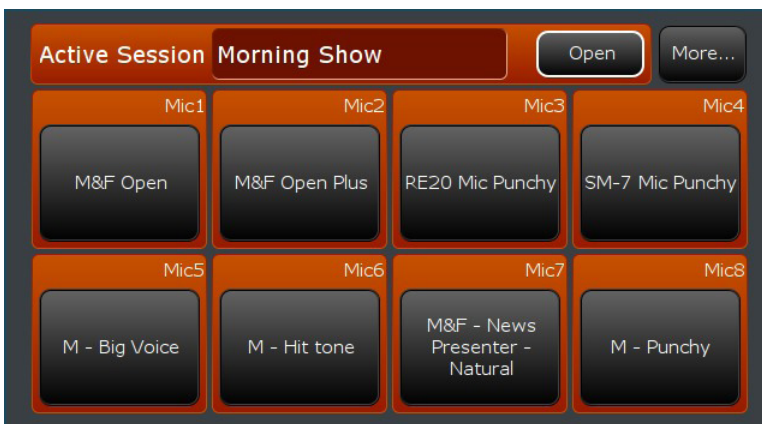 Active Session Morning Show Open More...
Mic1 Mic2 Mic3 Mic4
M&F Open M&F Open Plus RE20 Mic Punchy SM-7 Mic Punchy
Mic5 Mic6 Mic7 Mic8
M - Big Voice M - Hit tone M&F - News
Presenter -
Natural M - Punchy